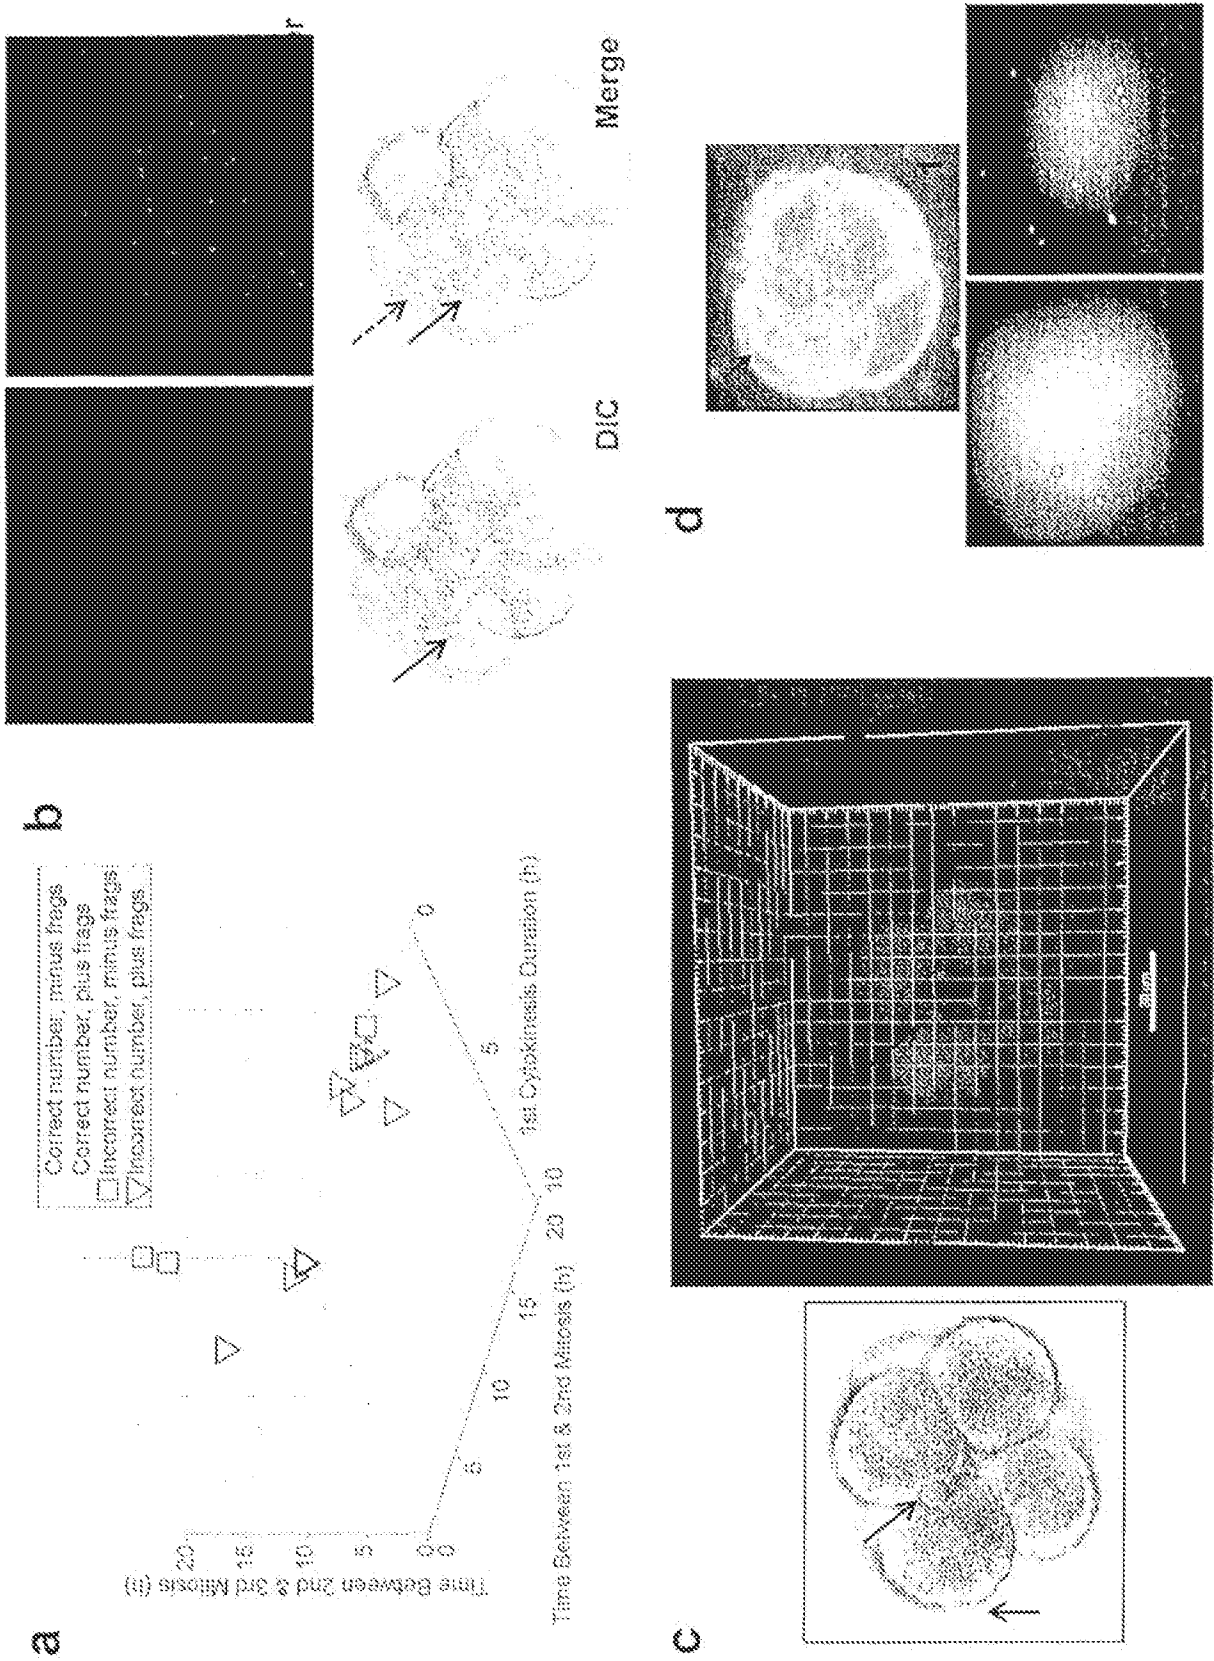 a
Correct number, minus frags
Correct number, plus frags
Incorrect number, minus frags
Incorrect number, plus frags
Time Between 2nd & 3rd Mitosis (h)
20
15
10
5
0
0
5
10
15
20
Time Between 1st & 2nd Mitosis (h)
10
5
0
1st Cytokinesis Duration (h)
b
r
DIC
Merge
c
d
1